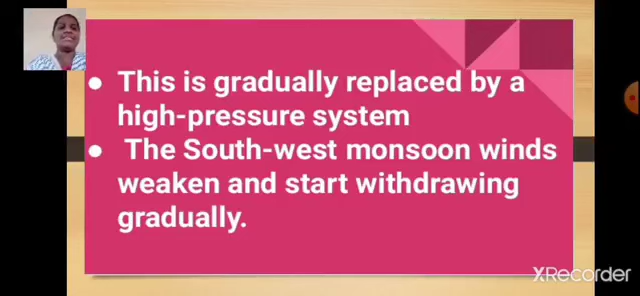 ● This is gradually replaced by a
high-pressure system
● The South-west monsoon winds
weaken and start withdrawing
gradually.
XRecorder